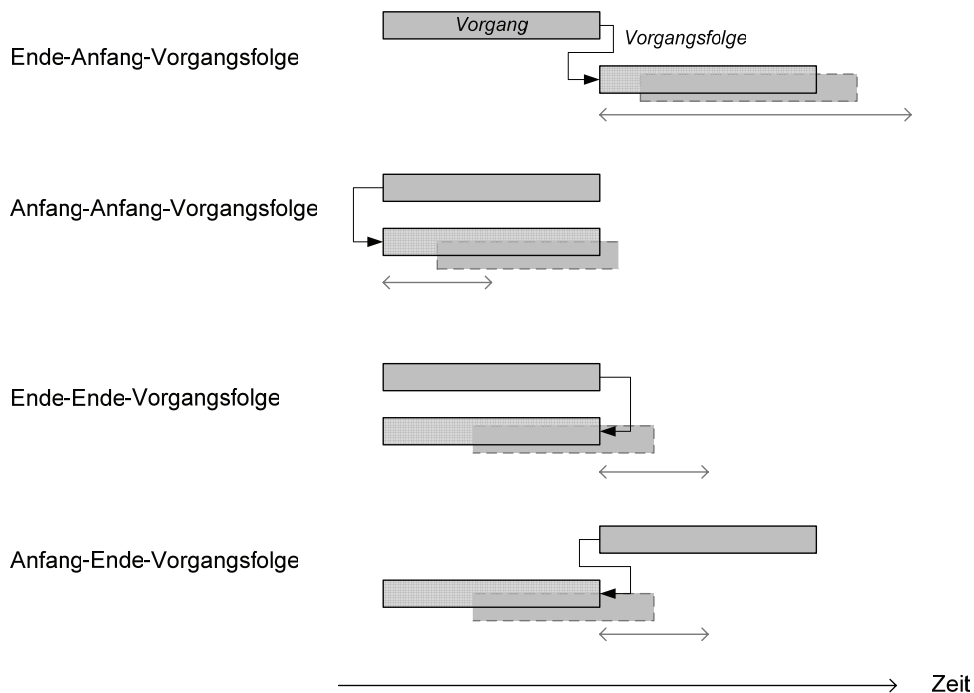 Vorgang
Vorgangsfolge
Ende-Anfang-Vorgangsfolge
Anfang-Anfang-Vorgangsfolge
Ende-Ende-Vorgangsfolge
Anfang-Ende-Vorgangsfolge
Zeit